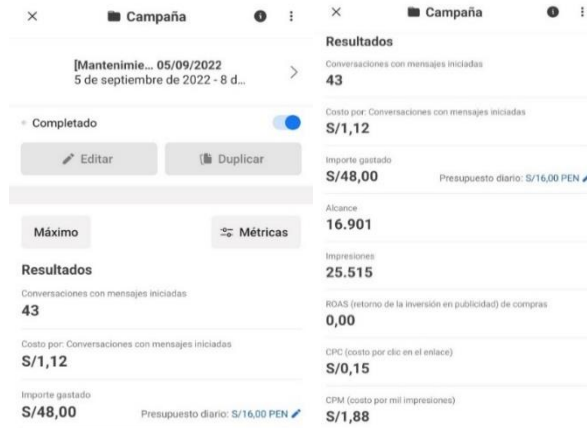 Campaña
[Mantenimie... 05/09/2022
5 de septiembre de 2022 - 8 d...
Completado
Editar
Duplicar
Máximo
Métricas
Resultados
Conversaciones con mensajes iniciadas
43
Costo por: Conversaciones con mensajes iniciadas
S/1,12
Importe gastado
S/48,00 Presupuesto diario: S/16,00 PEN
Campaña
Resultados
Conversaciones con mensajes iniciadas
43
Costo por: Conversaciones con mensajes iniciadas
S/1,12
Importe gastado
S/48,00 Presupuesto diario: S/16,00 PEN
Alcance
16.901
Impresiones
25.515
ROAS (retorno de la inversión en publicidad) de compras
0,00
CPC (costo por clic en el enlace)
S/0,15
CPM (costo por mil impresiones)
S/1,88